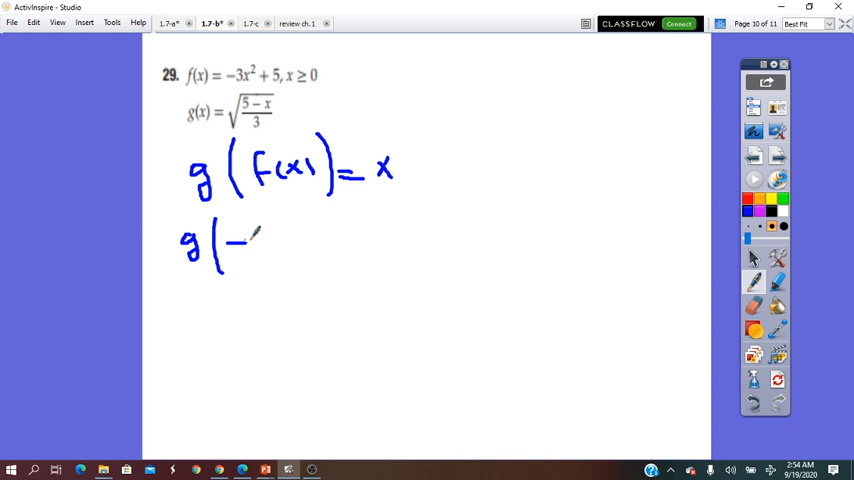 ActivInspire - Studio
File Edit View Insert Tools Help
1.7-a* 1.7-b* 1.7-c review ch.1
CLASSFLOW Connect
Page 10 of 11 Best Fit
29. f(x) = −3x² + 5, x ≥ 0
g(x) = √((5 − x)/3)
g(f(x)) = x
g(−
2:54 AM
9/19/2020